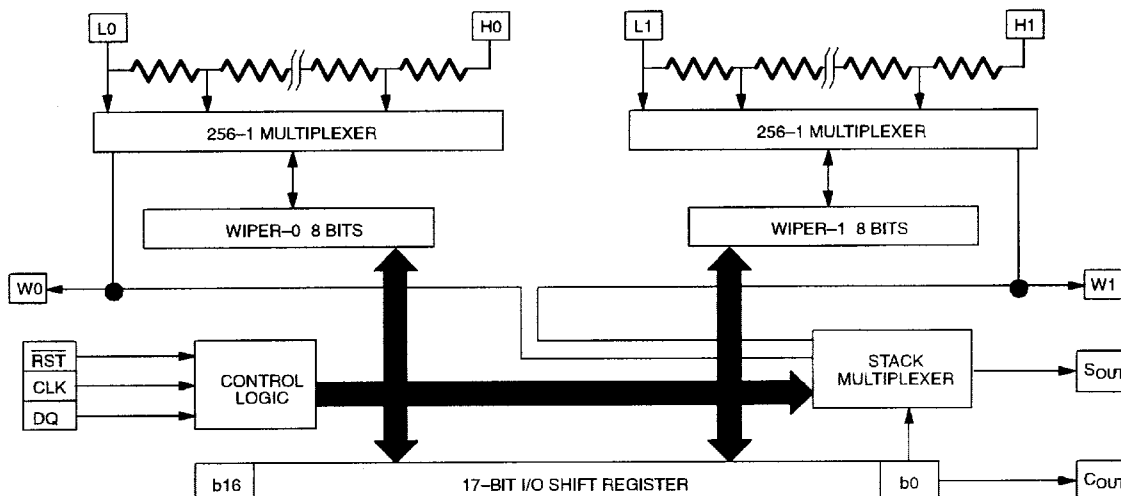 L0
H0
L1
H1
256–1 MULTIPLEXER
256–1 MULTIPLEXER
WIPER–0 8 BITS
WIPER–1 8 BITS
W0
W1
RST
CLK
DQ
CONTROL
LOGIC
STACK
MULTIPLEXER
SOUT
b16
17–BIT I/O SHIFT REGISTER
b0
COUT